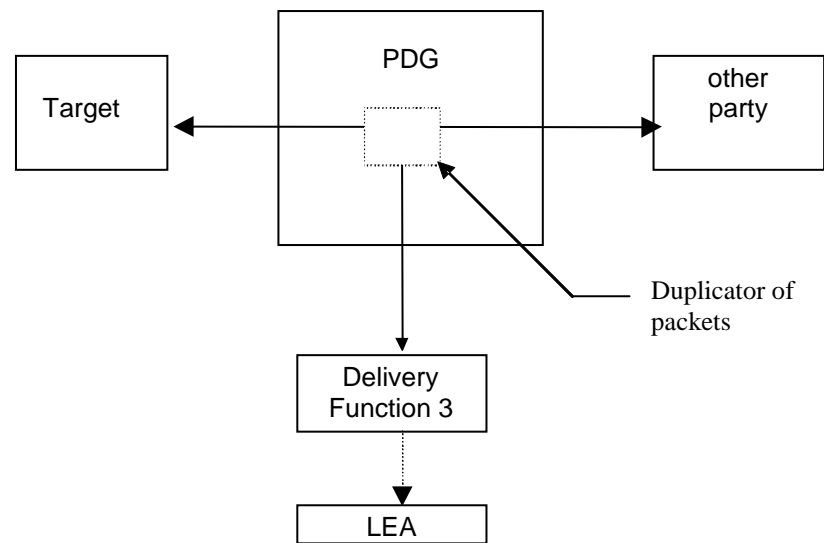 PDG
Target
other
party
Duplicator of
packets
Delivery
Function 3
LEA